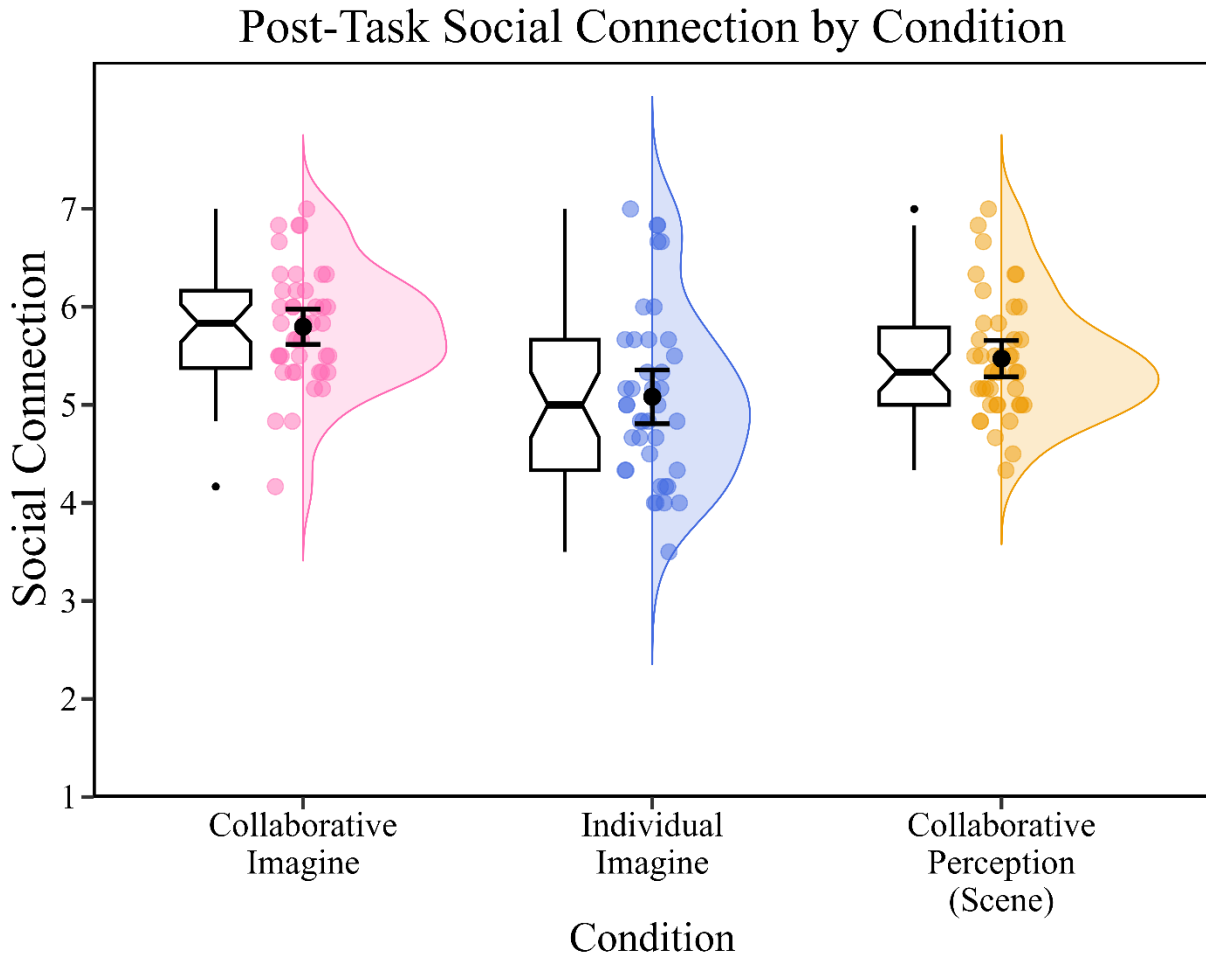 Post-Task Social Connection by Condition
Social Connection
7
6
5
4
3
2
1
Collaborative
Imagine
Individual
Imagine
Collaborative
Perception
(Scene)
Condition